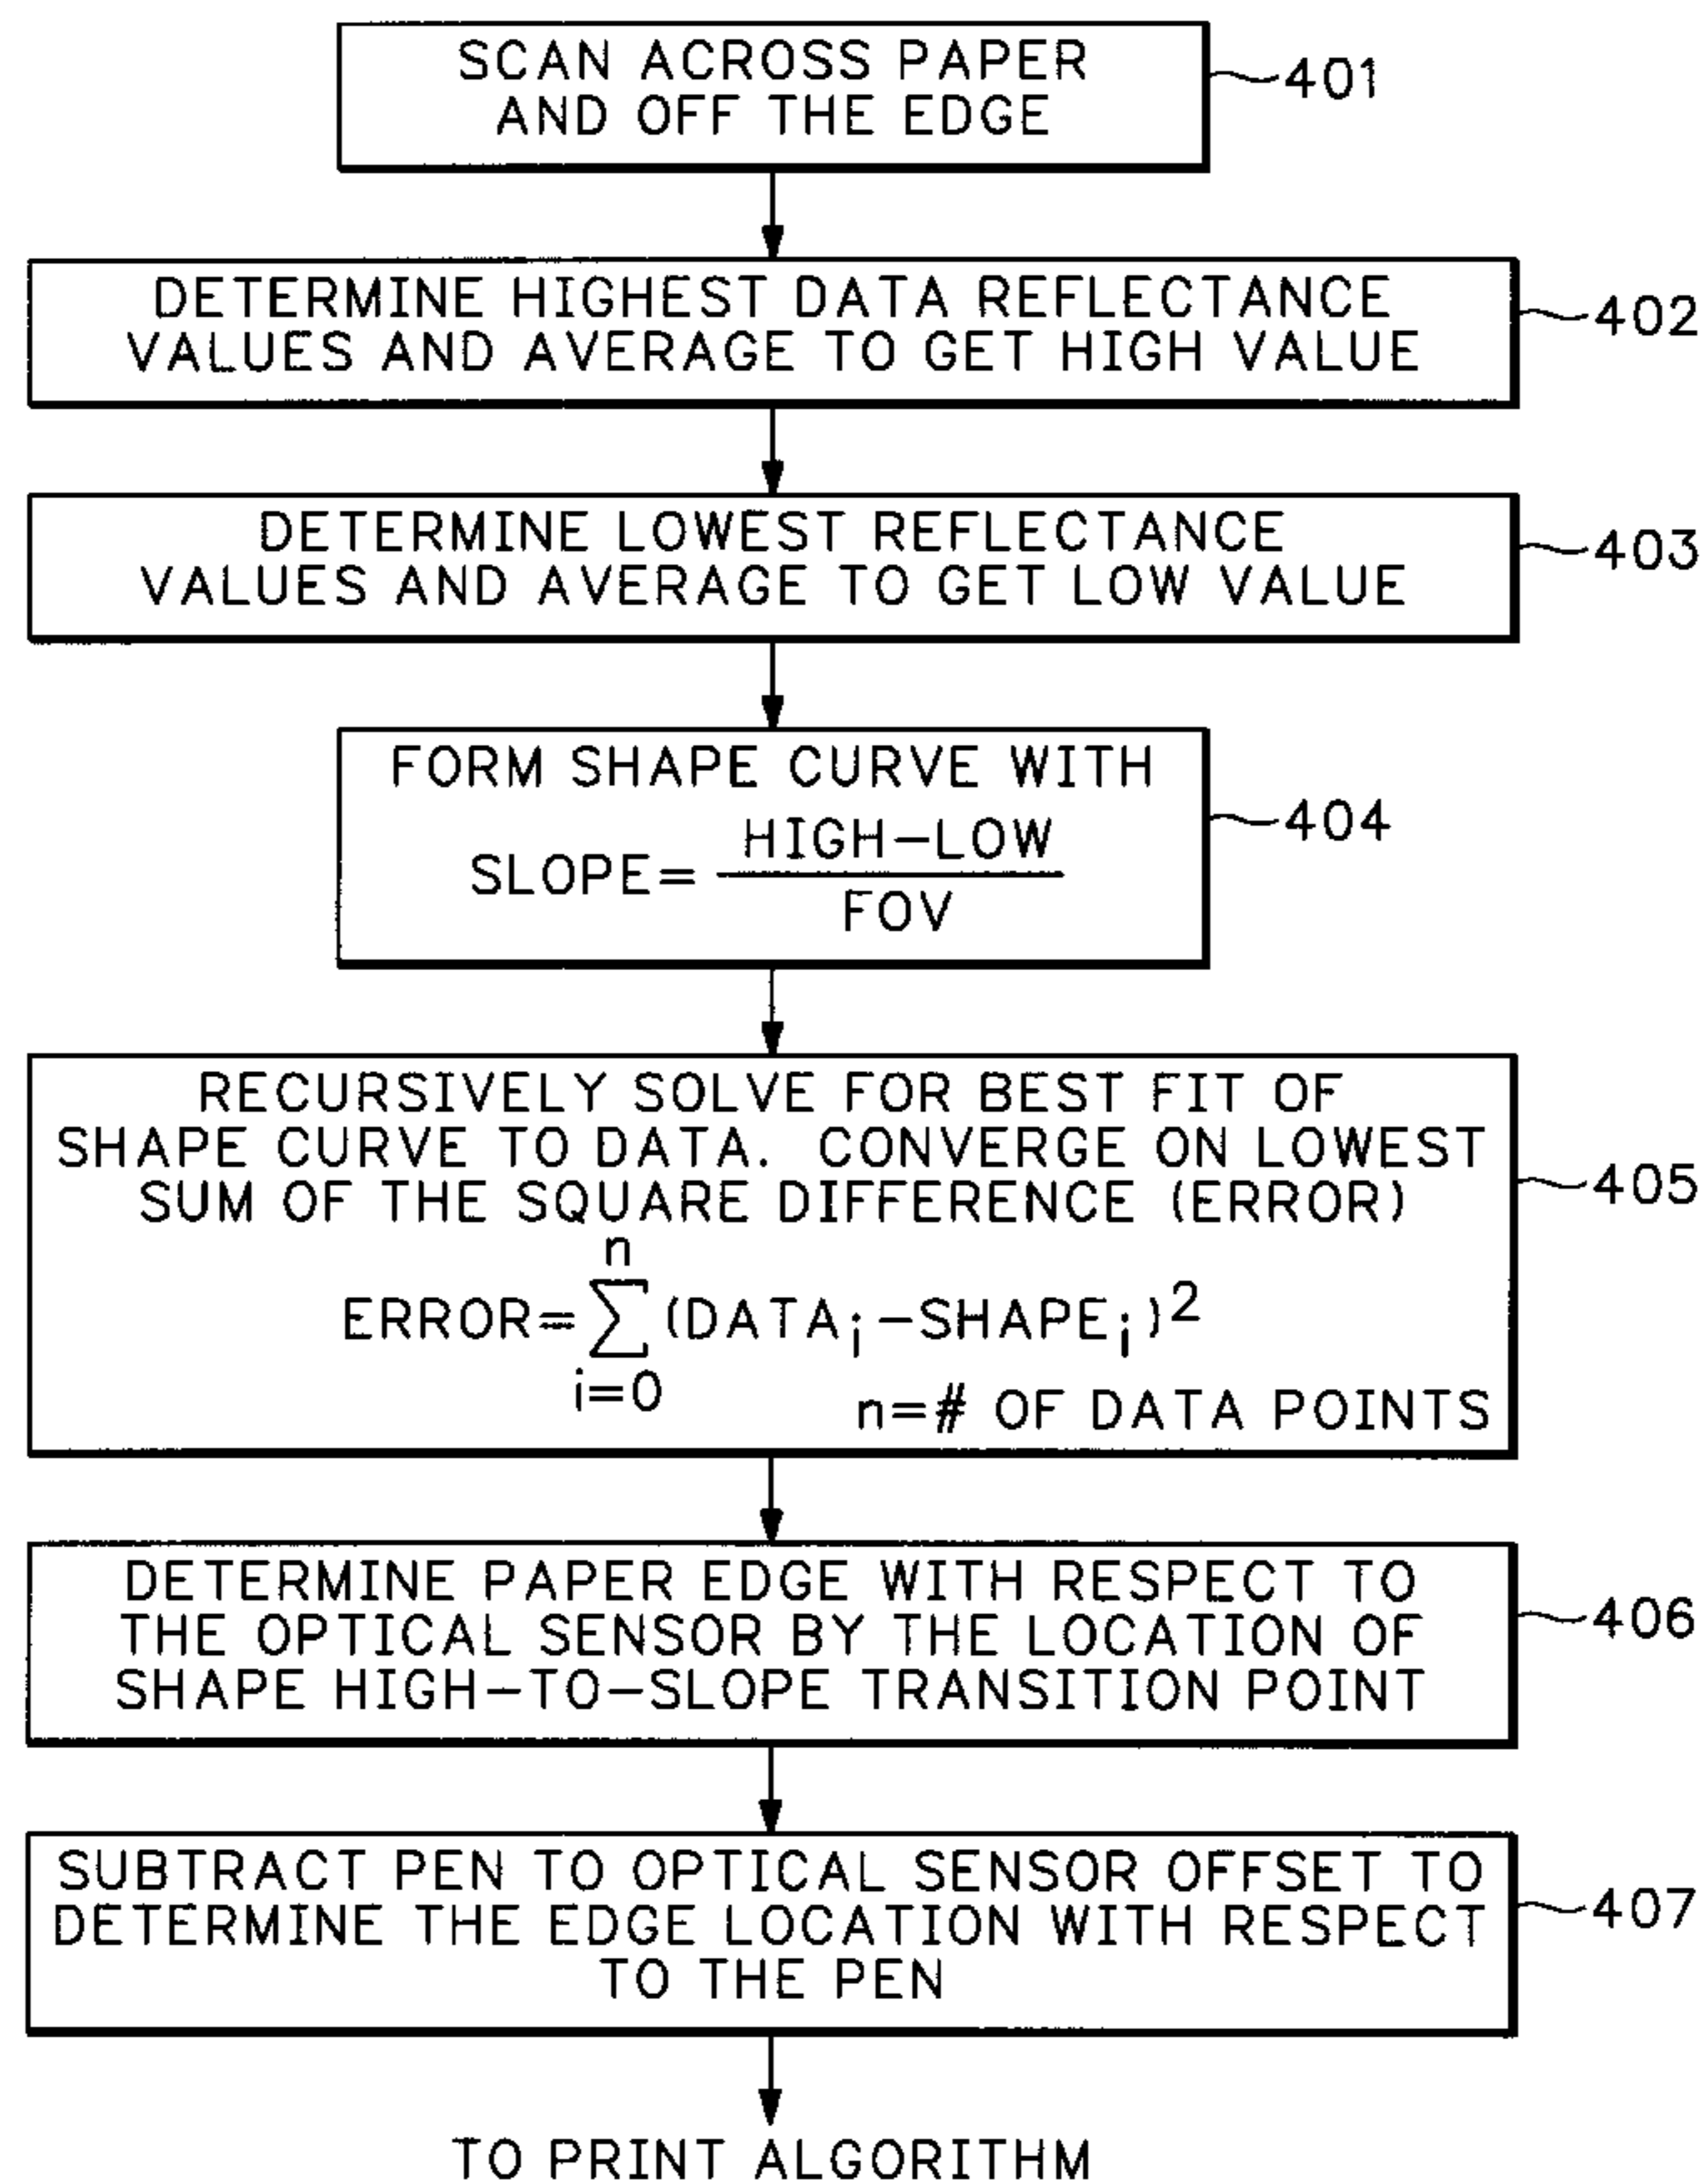 SCAN ACROSS PAPER
AND OFF THE EDGE
401
DETERMINE HIGHEST DATA REFLECTANCE
VALUES AND AVERAGE TO GET HIGH VALUE
402
DETERMINE LOWEST REFLECTANCE
VALUES AND AVERAGE TO GET LOW VALUE
403
FORM SHAPE CURVE WITH
HIGH-LOW
SLOPE=
FOV
404
RECURSIVELY SOLVE FOR BEST FIT OF
SHAPE CURVE TO DATA. CONVERGE ON LOWEST
SUM OF THE SQUARE DIFFERENCE (ERROR)
n
ERROR=∑(DATAi-SHAPEi)2
i=0
n=# OF DATA POINTS
405
DETERMINE PAPER EDGE WITH RESPECT TO
THE OPTICAL SENSOR BY THE LOCATION OF
SHAPE HIGH-TO-SLOPE TRANSITION POINT
406
SUBTRACT PEN TO OPTICAL SENSOR OFFSET TO
DETERMINE THE EDGE LOCATION WITH RESPECT
TO THE PEN
407
TO PRINT ALGORITHM